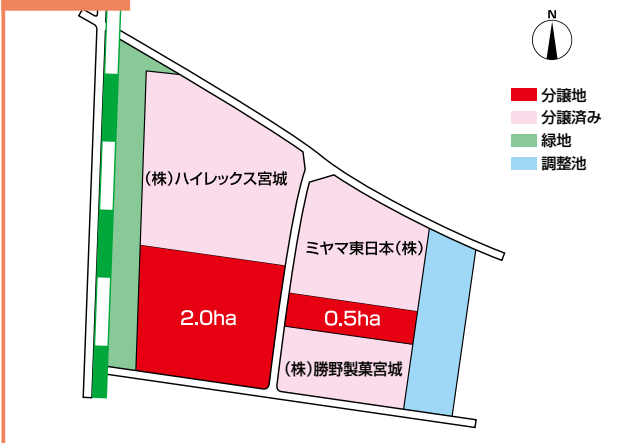 N
分譲地
分譲済み
緑地
調整池
(株)ハイレックス宮城
ミヤマ東日本(株)
2.0ha
0.5ha
(株)勝野製菓宮城